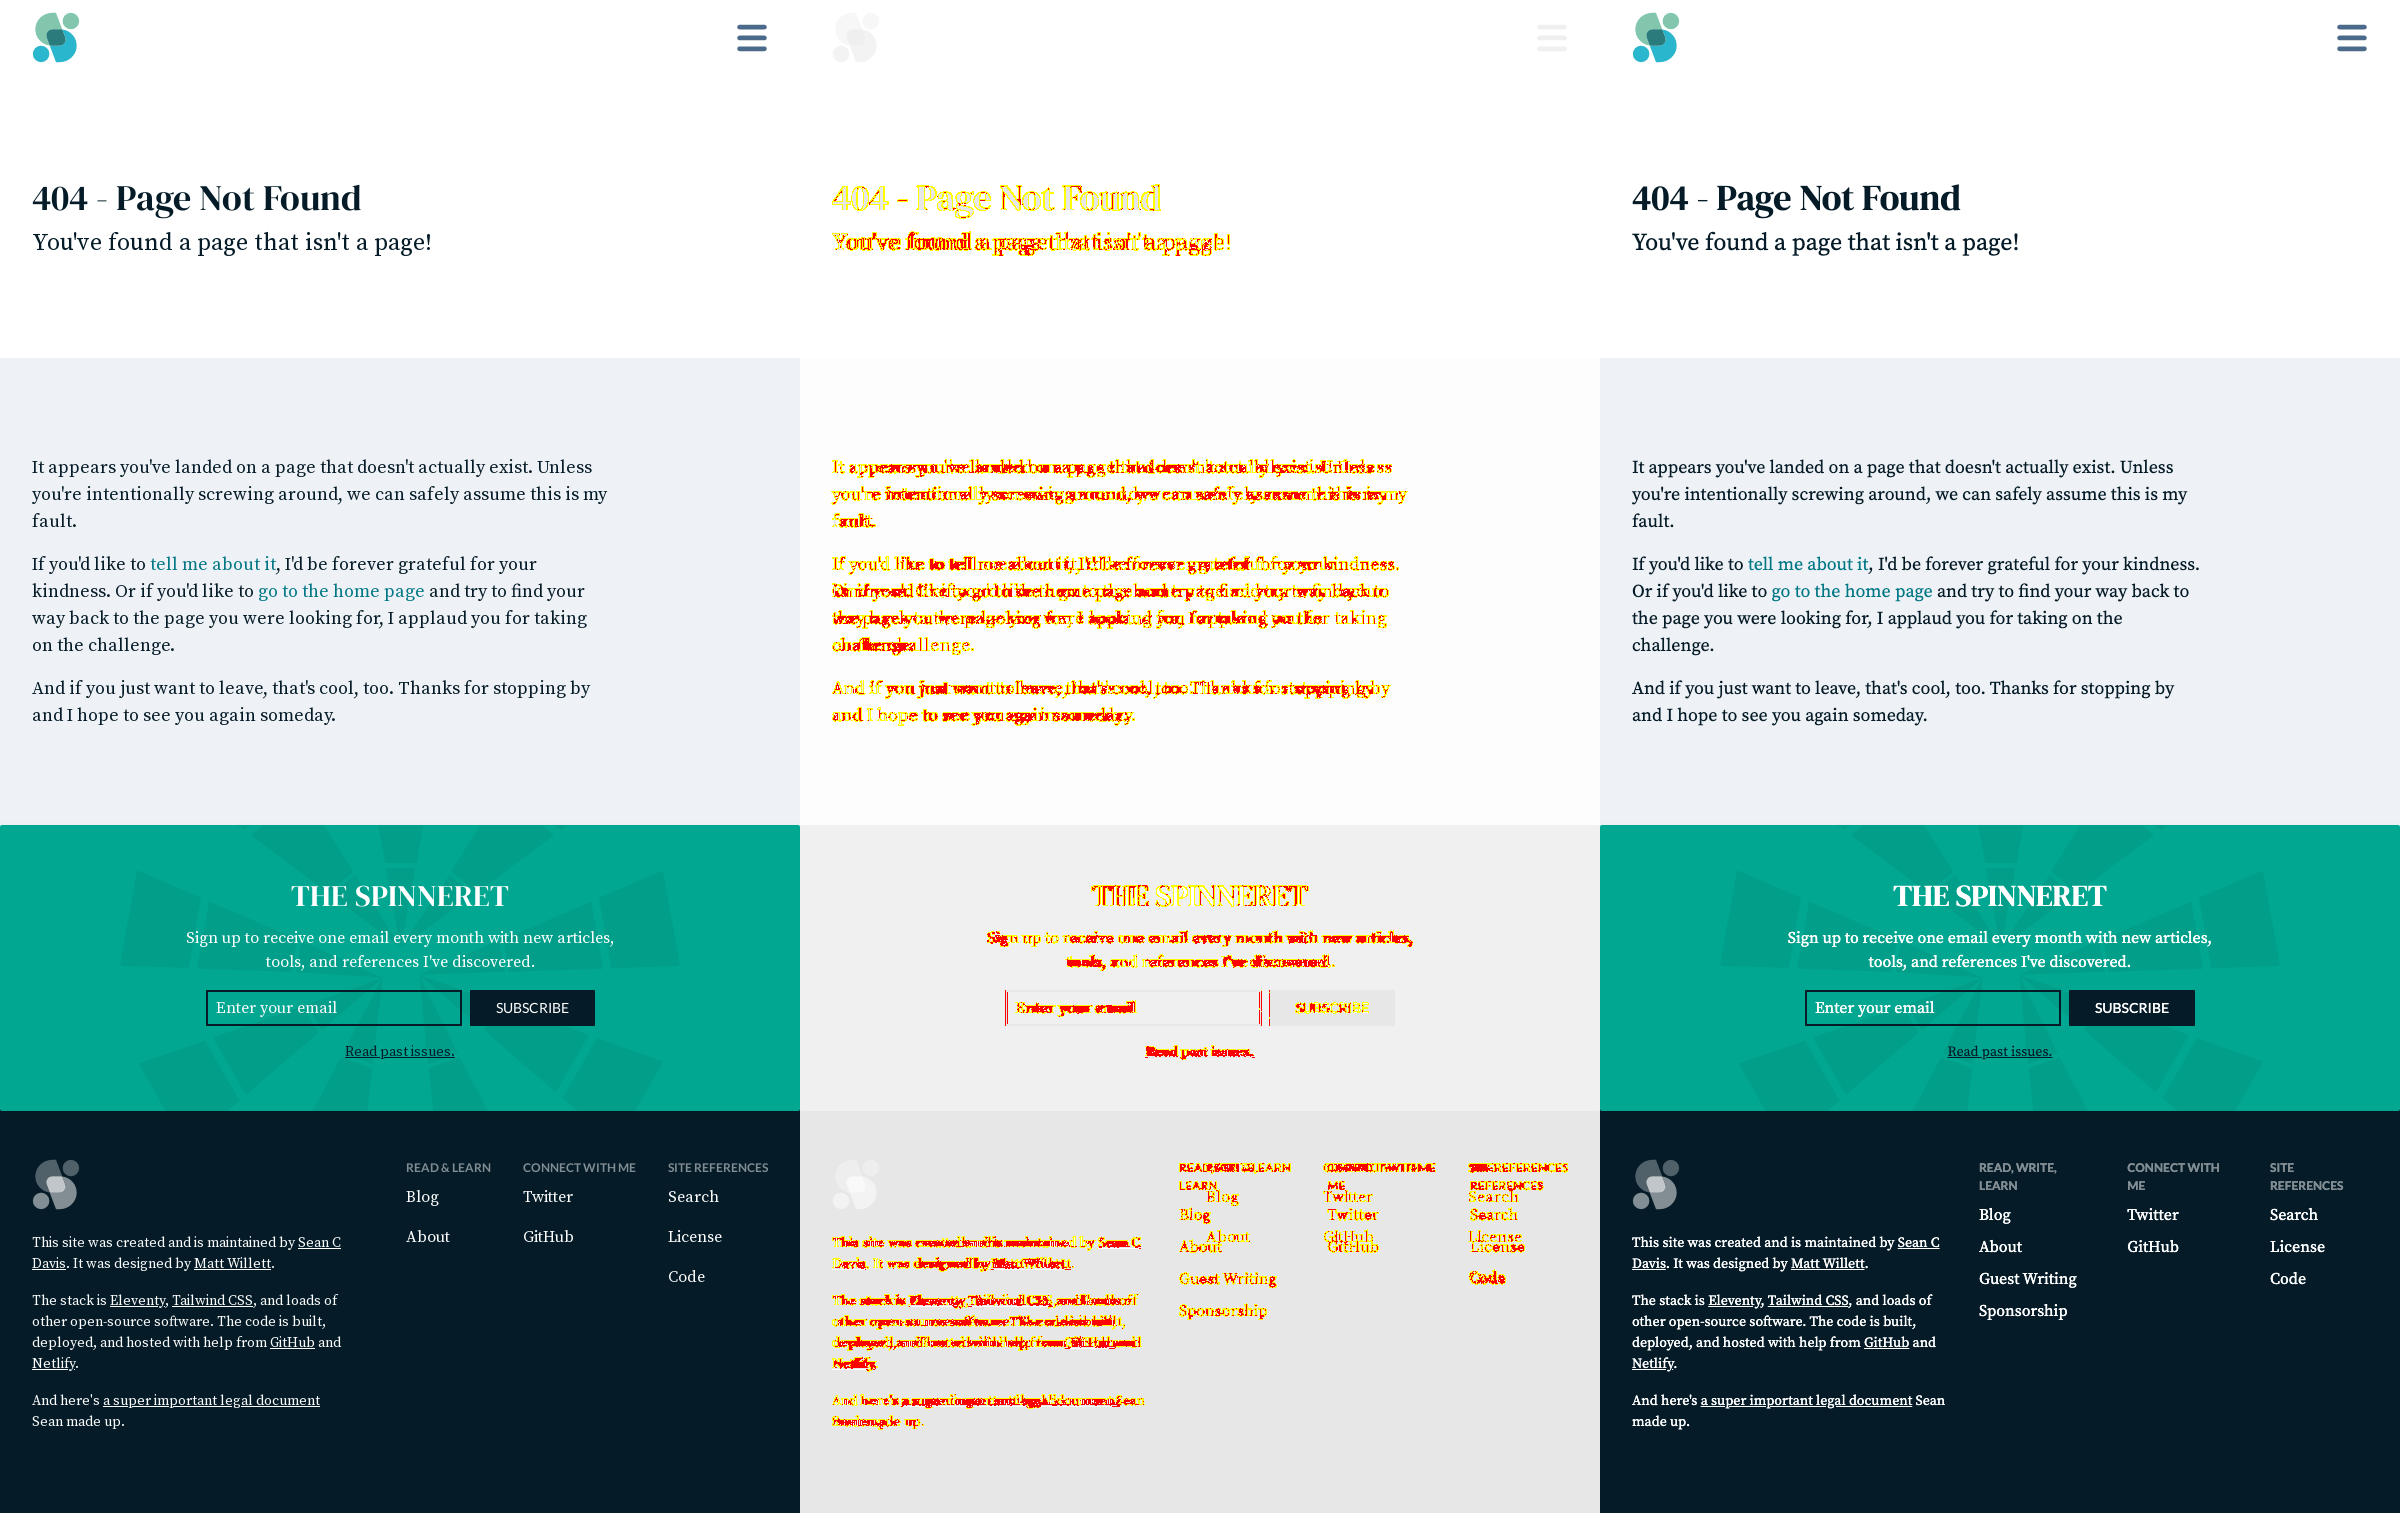 404 - Page Not Found
You've found a page that isn't a page!
It appears you've landed on a page that doesn't actually exist. Unless
you're intentionally screwing around, we can safely assume this is my
fault.
If you'd like to tell me about it, I'd be forever grateful for your
kindness. Or if you'd like to go to the home page and try to find your
way back to the page you were looking for, I applaud you for taking
on the challenge.
And if you just want to leave, that's cool, too. Thanks for stopping by
and I hope to see you again someday.
THE SPINNERET
Sign up to receive one email every month with new articles,
tools, and references I've discovered.
Enter your email
SUBSCRIBE
Read past issues.
This site was created and is maintained by Sean C
Davis. It was designed by Matt Willett.
The stack is Eleventy, Tailwind CSS, and loads of
other open-source software. The code is built,
deployed, and hosted with help from GitHub and
Netlify.
And here's a super important legal document
Sean made up.
READ & LEARN
Blog
About
CONNECT WITH ME
Twitter
GitHub
SITE REFERENCES
Search
License
Code
404 - Page Not Found
THE SPINNERET
Blog
Twitter
Search
Blog
Twitter
Search
About
GitHub
License
Guest Writing
Code
Sponsorship
404 - Page Not Found
You've found a page that isn't a page!
It appears you've landed on a page that doesn't actually exist. Unless
you're intentionally screwing around, we can safely assume this is my
fault.
If you'd like to tell me about it, I'd be forever grateful for your kindness.
Or if you'd like to go to the home page and try to find your way back to
the page you were looking for, I applaud you for taking on the
challenge.
And if you just want to leave, that's cool, too. Thanks for stopping by
and I hope to see you again someday.
THE SPINNERET
Sign up to receive one email every month with new articles,
tools, and references I've discovered.
Enter your email
SUBSCRIBE
Read past issues.
This site was created and is maintained by Sean C
Davis. It was designed by Matt Willett.
The stack is Eleventy, Tailwind CSS, and loads of
other open-source software. The code is built,
deployed, and hosted with help from GitHub and
Netlify.
And here's a super important legal document Sean
made up.
READ, WRITE,
LEARN
Blog
About
Guest Writing
Sponsorship
CONNECT WITH
ME
Twitter
GitHub
SITE
REFERENCES
Search
License
Code